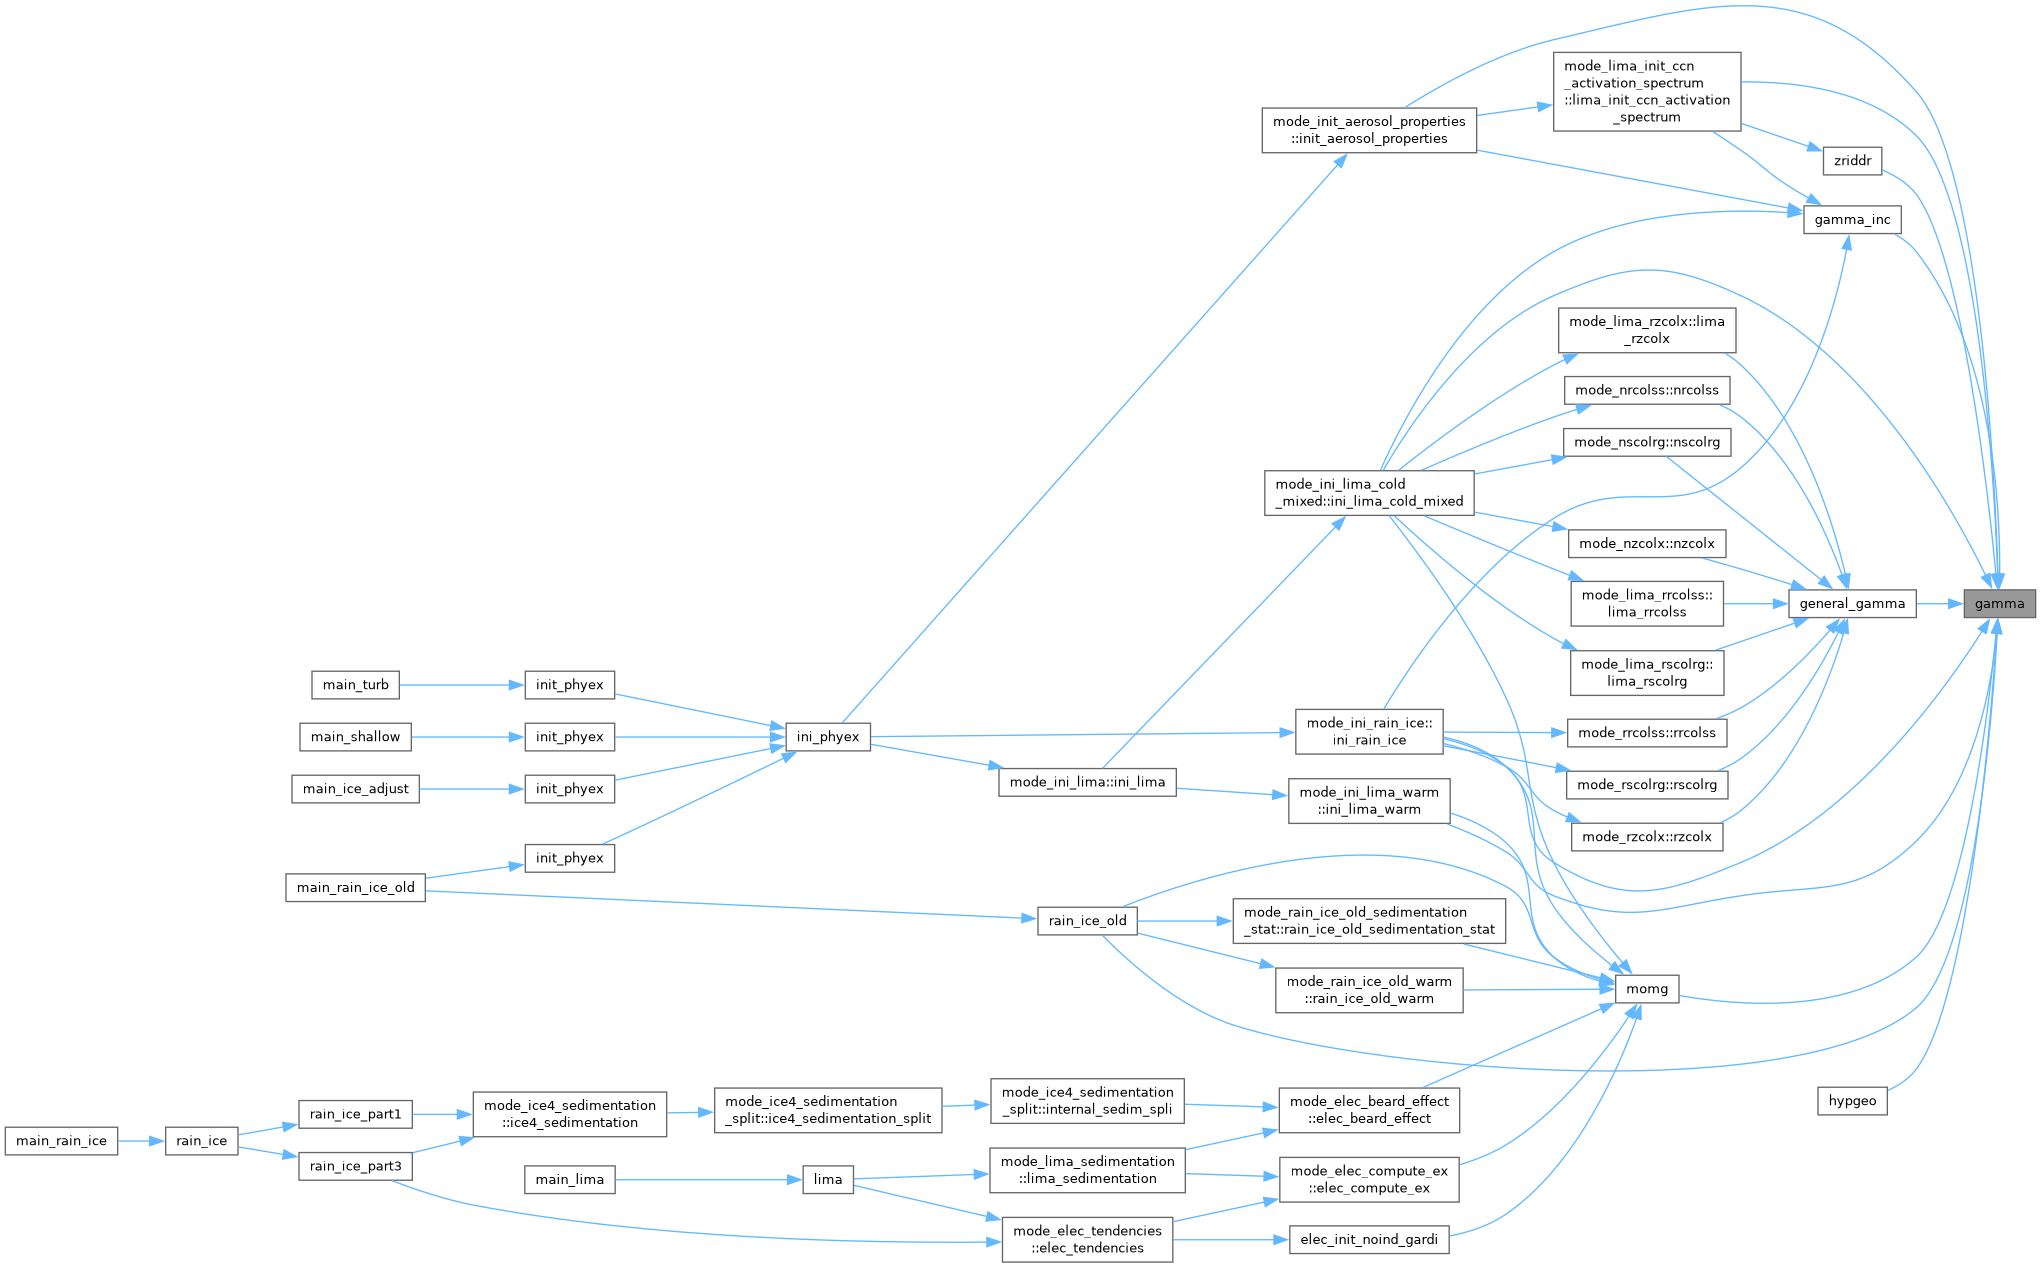 mode_lima_init_ccn
_activation_spectrum
::lima_init_ccn_activation
_spectrum
mode_init_aerosol_properties
::init_aerosol_properties
zriddr
gamma_inc
mode_lima_rzcolx::lima
_rzcolx
mode_nrcolss::nrcolss
mode_nscolrg::nscolrg
mode_ini_lima_cold
_mixed::ini_lima_cold_mixed
mode_nzcolx::nzcolx
mode_lima_rrcolss::
lima_rrcolss
general_gamma
gamma
mode_lima_rscolrg::
lima_rscolrg
main_turb
init_phyex
main_shallow
init_phyex
ini_phyex
mode_ini_rain_ice::
ini_rain_ice
mode_rrcolss::rrcolss
main_ice_adjust
init_phyex
mode_ini_lima::ini_lima
mode_ini_lima_warm
::ini_lima_warm
mode_rscolrg::rscolrg
mode_rzcolx::rzcolx
init_phyex
main_rain_ice_old
rain_ice_old
mode_rain_ice_old_sedimentation
_stat::rain_ice_old_sedimentation_stat
mode_rain_ice_old_warm
::rain_ice_old_warm
momg
hypgeo
mode_ice4_sedimentation
_split::internal_sedim_spli
mode_elec_beard_effect
::elec_beard_effect
mode_ice4_sedimentation
_split::ice4_sedimentation_split
mode_ice4_sedimentation
::ice4_sedimentation
rain_ice_part1
main_rain_ice
rain_ice
rain_ice_part3
main_lima
lima
mode_lima_sedimentation
::lima_sedimentation
mode_elec_compute_ex
::elec_compute_ex
mode_elec_tendencies
::elec_tendencies
elec_init_noind_gardi